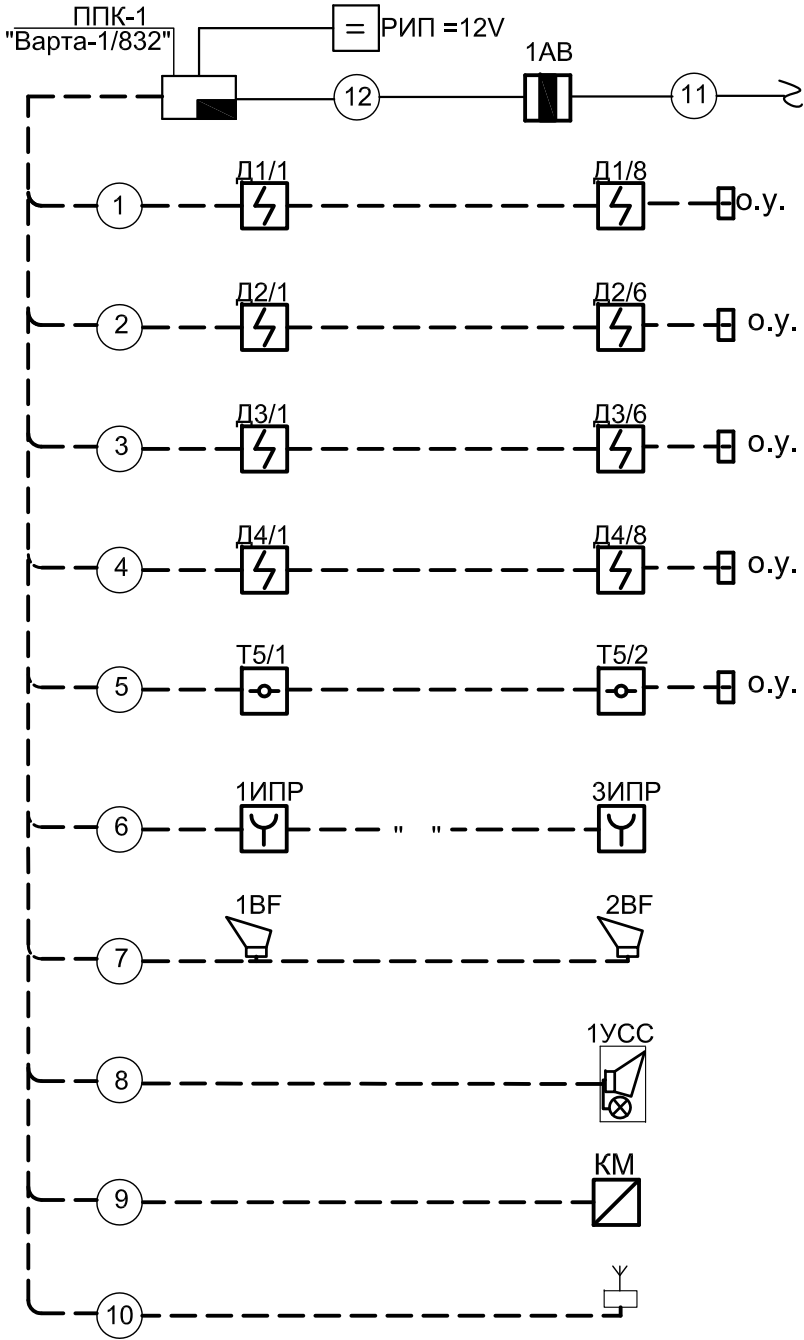 ППК-1
"Варта-1/832"
= РИП =12V
12 1АВ 11
Д1/1 Д1/8
1 о.у.
Д2/1 Д2/6
2 о.у.
Д3/1 Д3/6
3 о.у.
Д4/1 Д4/8
4 о.у.
Т5/1 Т5/2
5 о.у.
1ИПР 3ИПР
6 " "
1BF 2BF
7
1УСС
8
КМ
9
10